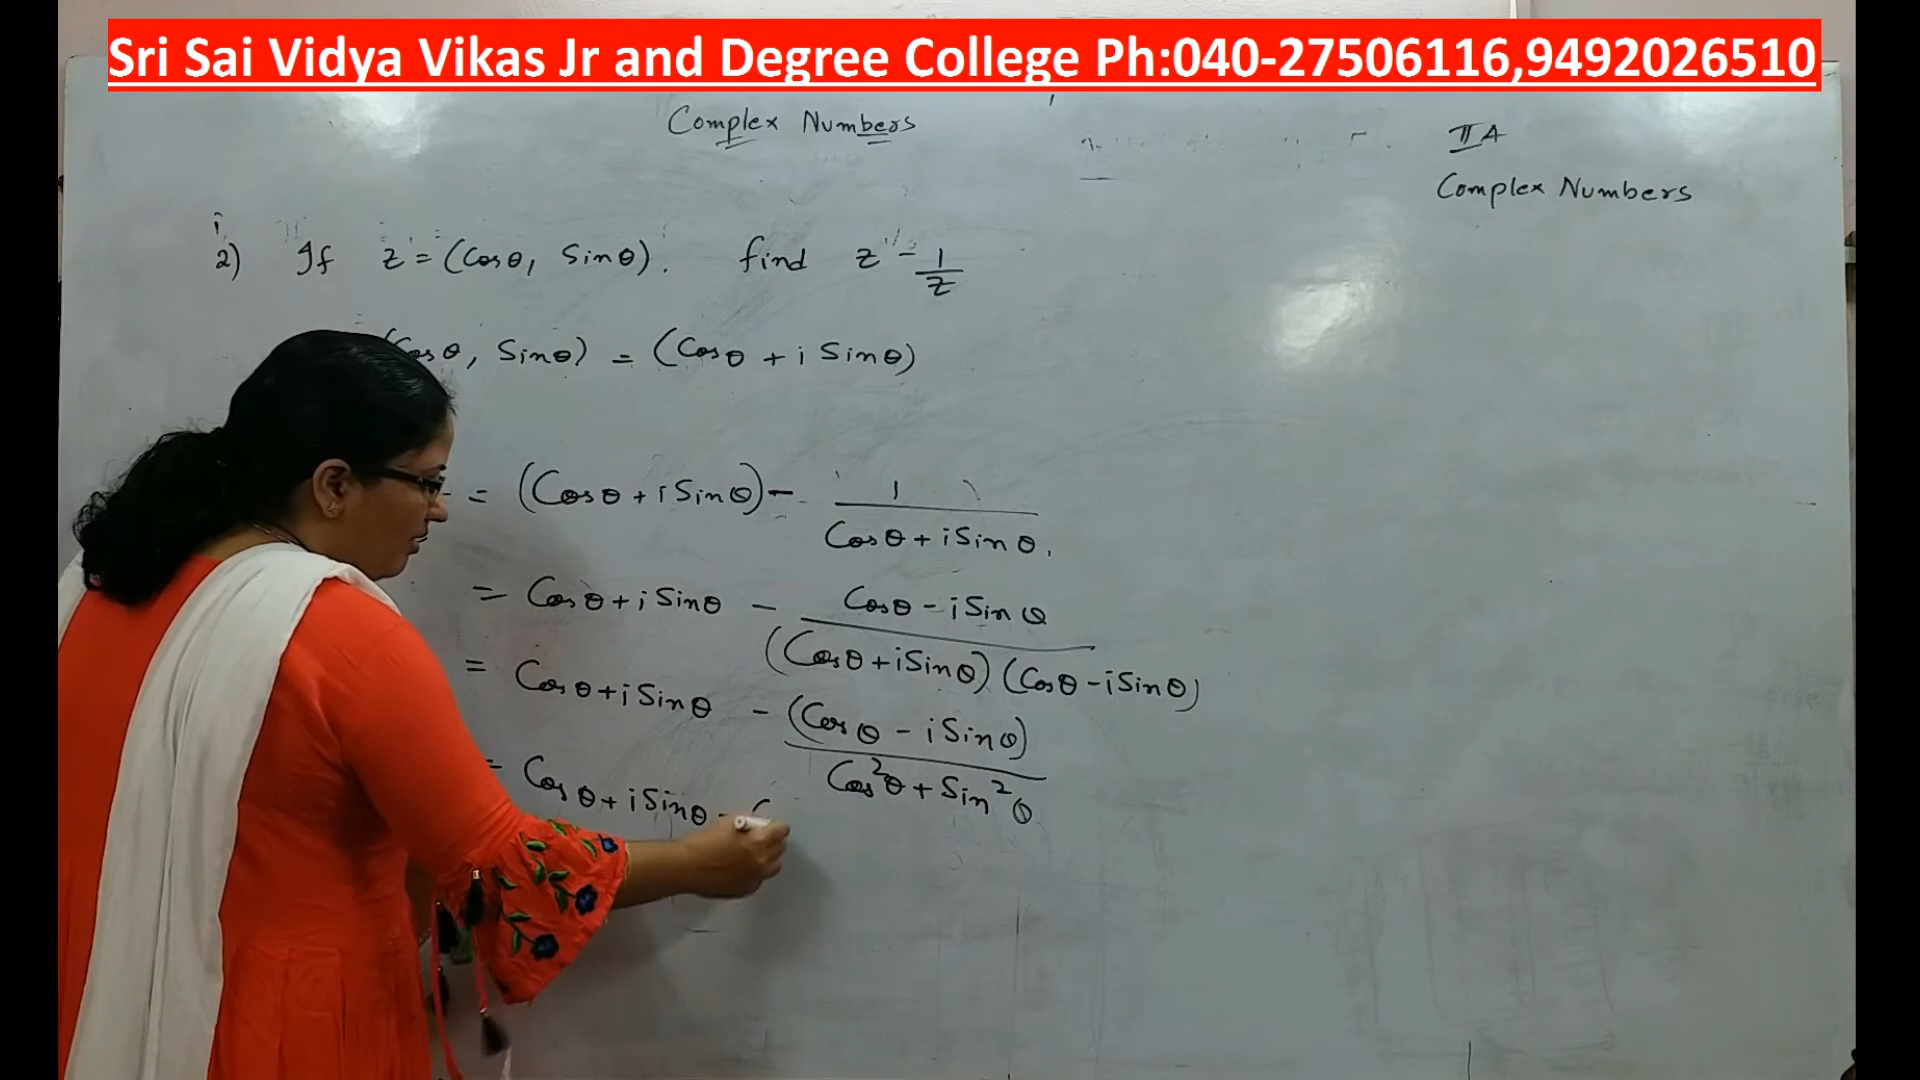 Sri Sai Vidya Vikas Jr and Degree College Ph:040-27506116,9492026510
Complex Numbers
II A
Complex Numbers
2) If z = (Cosθ, Sinθ). find z - 1/z
(Cosθ, Sinθ) = (Cosθ + i Sinθ)
= (Cosθ + i Sinθ) - 1/(Cosθ + i Sinθ).
= Cosθ + i Sinθ - (Cosθ - i Sinθ)/((Cosθ + i Sinθ)(Cosθ - i Sinθ))
= Cosθ + i Sinθ - (Cosθ - i Sinθ)/(Cos²θ + Sin²θ)
= Cosθ + i Sinθ - (